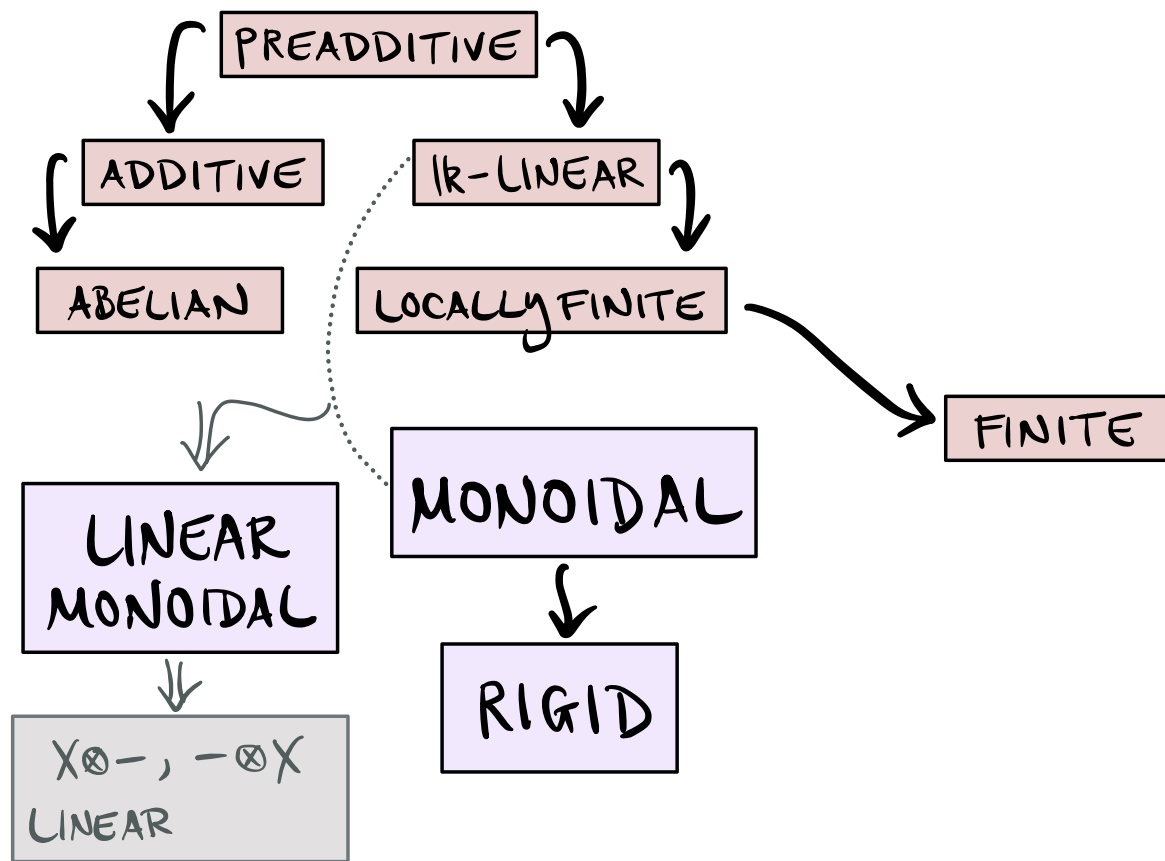 PREADDITIVE
ADDITIVE
𝕜-LINEAR
ABELIAN
LOCALLY FINITE
FINITE
MONOIDAL
LINEAR
MONOIDAL
RIGID
X⊗-, -⊗X
LINEAR